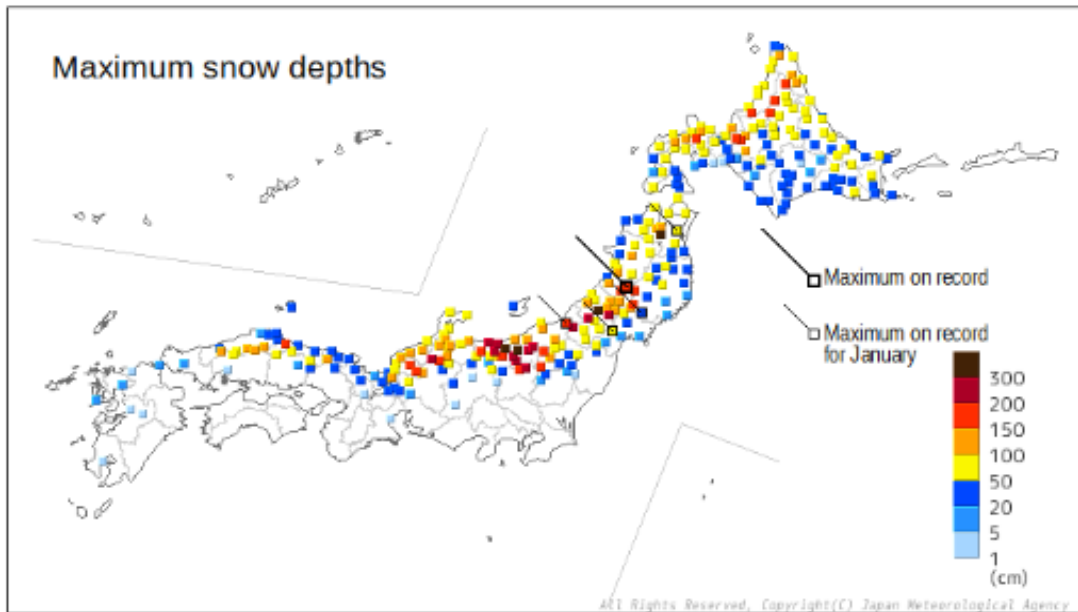 Maximum snow depths
Maximum on record
Maximum on record
for January
300
200
150
100
50
20
5
1
(cm)
All Rights Reserved, Copyright(C) Japan Meteorological Agency